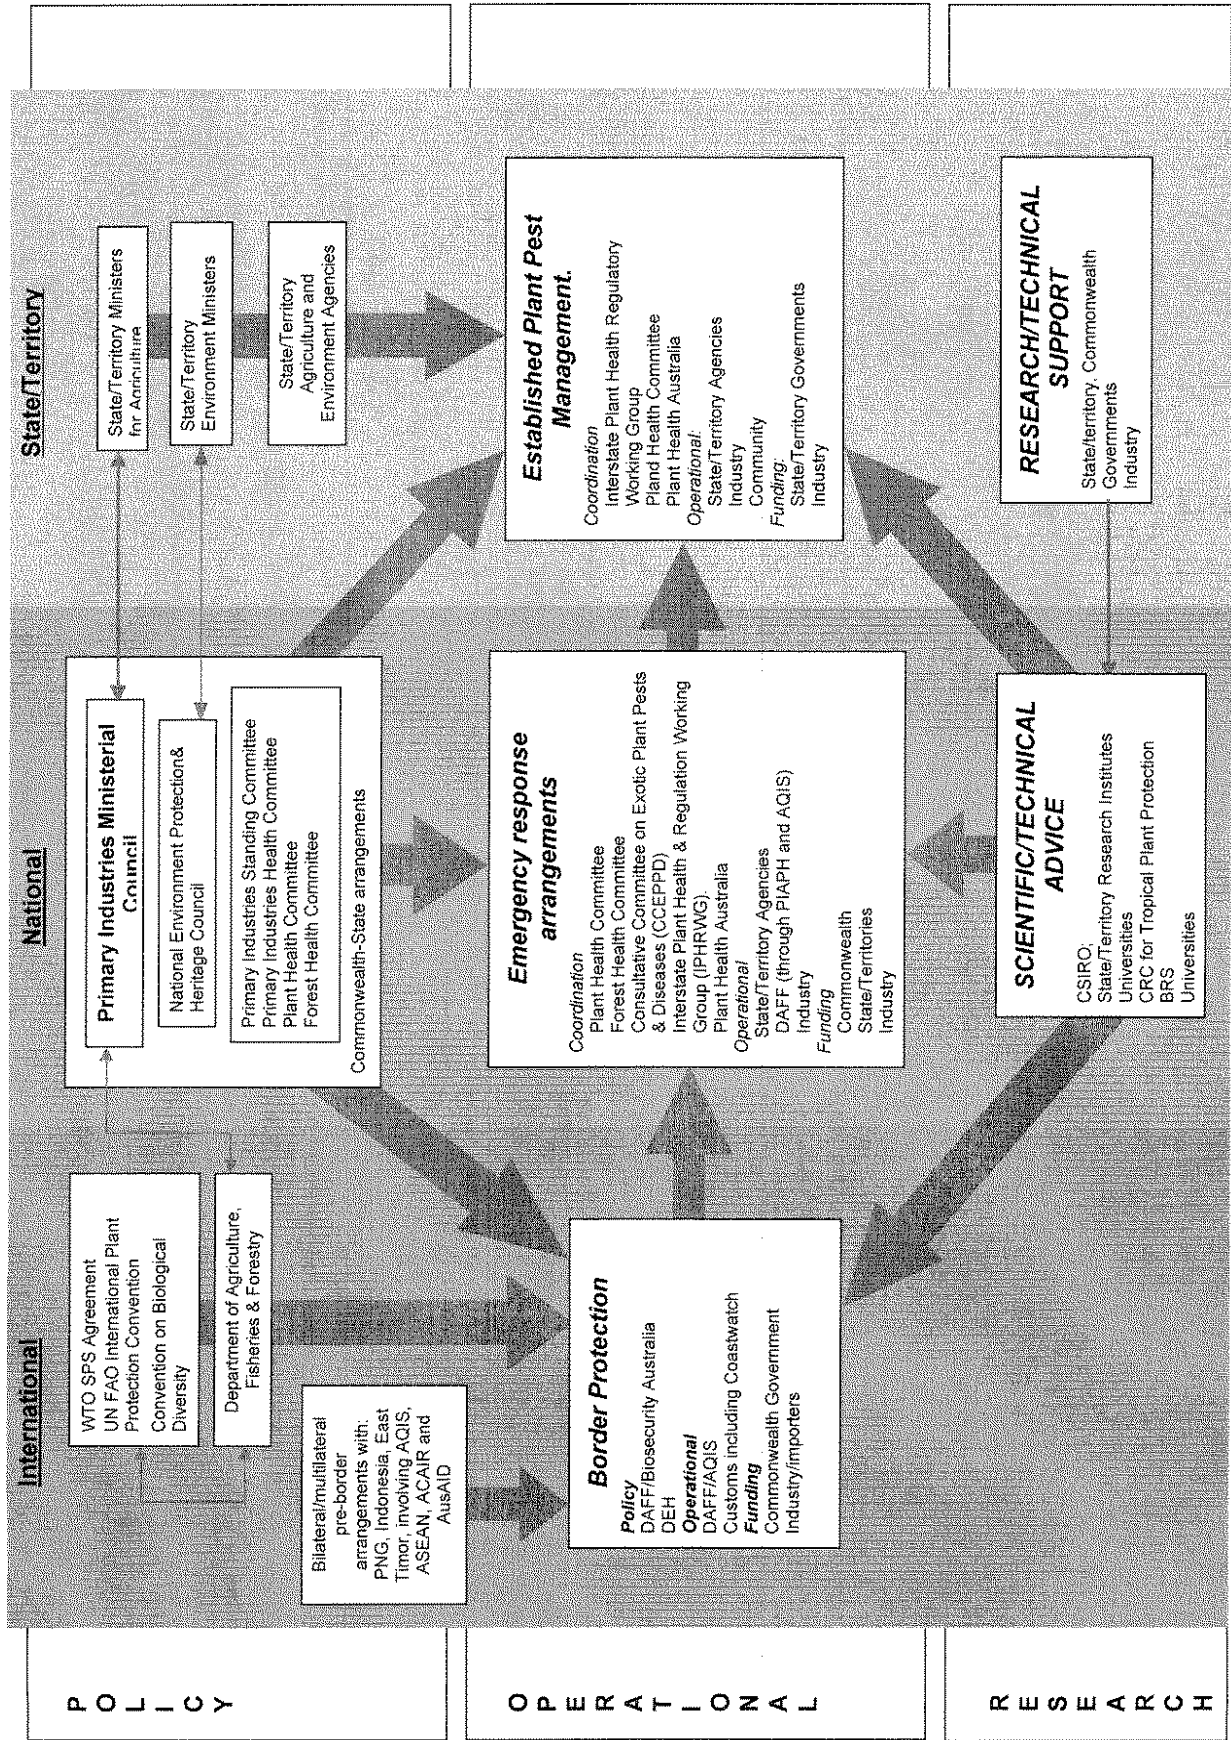 International
National
State/Territory
POLICY
WTO SPS Agreement
UN FAO International Plant
Protection Convention
Convention on Biological
Diversity
Department of Agriculture,
Fisheries & Forestry
Bilateral/multilateral
pre-border
arrangements with:
PNG, Indonesia, East
Timor, involving AQIS,
ASEAN, ACAIR and
AusAID
Primary Industries Ministerial
Council
National Environment Protection&
Heritage Council
Primary Industries Standing Committee
Primary Industries Health Committee
Plant Health Committee
Forest Health Committee
Commonwealth-State arrangements
State/Territory Ministers
for Agriculture
State/Territory
Environment Ministers
State/Territory
Agriculture and
Environment Agencies
OPERATIONAL
Border Protection
Policy
DAFF/Biosecurity Australia
DEH
Operational
DAFF/AQIS
Customs including Coastwatch
Funding
Commonwealth Government
Industry/importers
Emergency response
arrangements
Coordination
Plant Health Committee
Forest Health Committee
Consultative Committee on Exotic Plant Pests
& Diseases (CCEPPD)
Interstate Plant Health & Regulation Working
Group (IPHRWG).
Plant Health Australia
Operational
State/Territory Agencies
DAFF (through PIAPH and AQIS)
Industry
Funding
Commonwealth
State/Territories
Industry
Established Plant Pest
Management.
Coordination
Interstate Plant Health Regulatory
Working Group
Pland Health Committee
Plant Health Australia
Operational:
State/Territory Agencies
Industry
Community
Funding:
State/Territory Governments
Industry
RESEARCH
SCIENTIFIC/TECHNICAL
ADVICE
CSIRO,
State/Territory Research Institutes
Universities
CRC for Tropical Plant Protection
BRS
Universities
RESEARCH/TECHNICAL
SUPPORT
State/territory, Commonwealth
Governments
Industry